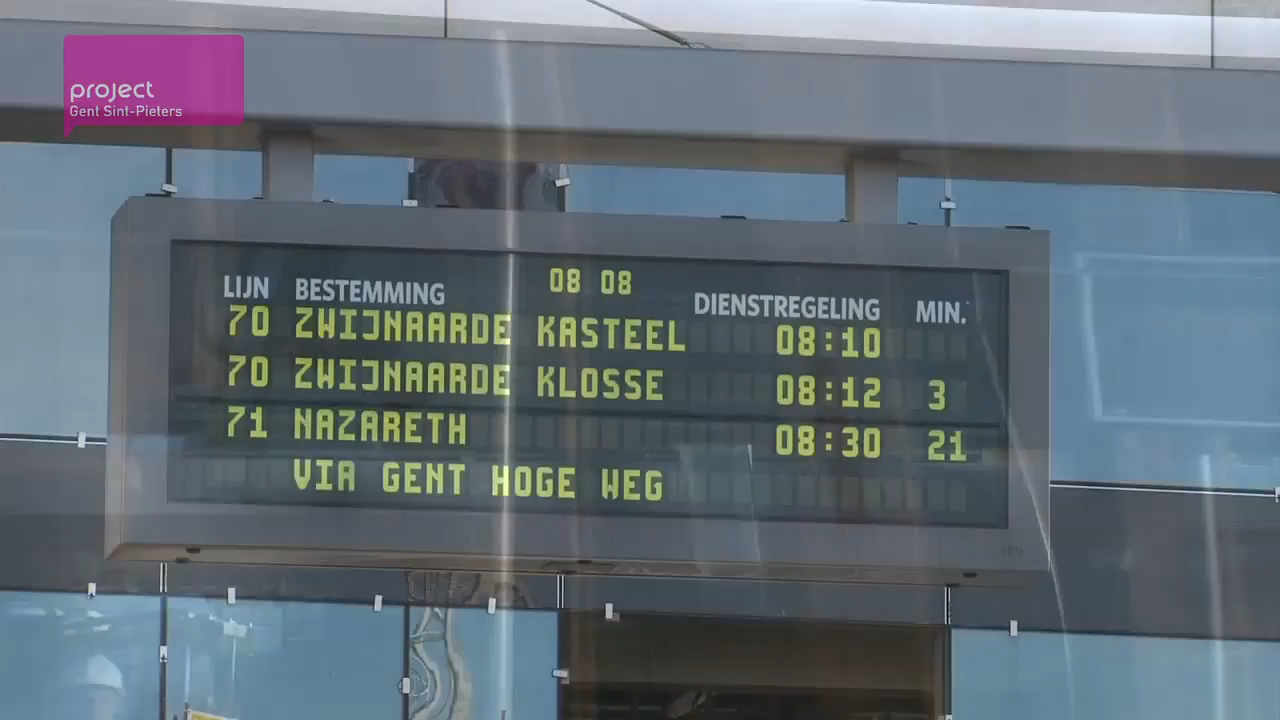 project
Gent Sint-Pieters
08 08
LIJN BESTEMMING DIENSTREGELING MIN.
70 ZWIJNAARDE KASTEEL 08:10
70 ZWIJNAARDE KLOSSE 08:12 3
71 NAZARETH 08:30 21
VIA GENT HOGE WEG